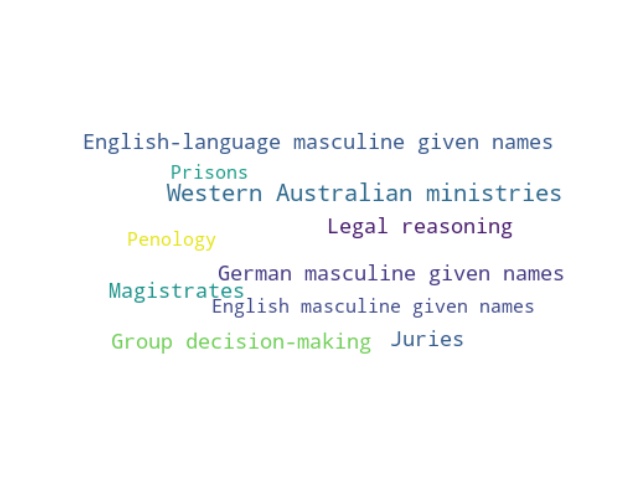 English-language masculine given names
Prisons
Western Australian ministries
Legal reasoning
Penology
German masculine given names
Magistrates
English masculine given names
Group decision-making
Juries